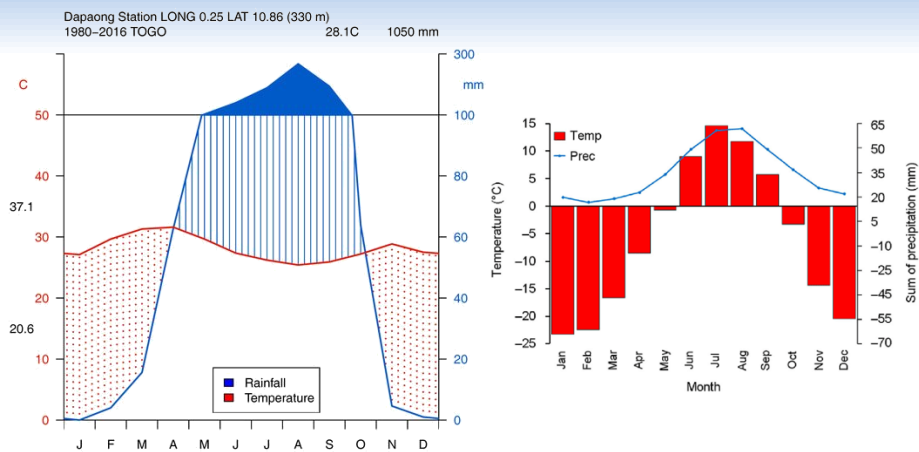 Dapaong Station LONG 0.25 LAT 10.86 (330 m)
1980–2016 TOGO 28.1C 1050 mm
C
300
mm
50
100
40
80
37.1
30
60
20
40
20.6
10
20
0
0
Rainfall
Temperature
J F M A M J J A S O N D
Temp
Prec
Temperature (°C)
15
10
5
0
−5
−10
−15
−20
−25
65
50
35
20
5
−10
−25
−45
−55
−70
Sum of precipitation (mm)
Jan Feb Mar Apr May Jun Jul Aug Sep Oct Nov Dec
Month